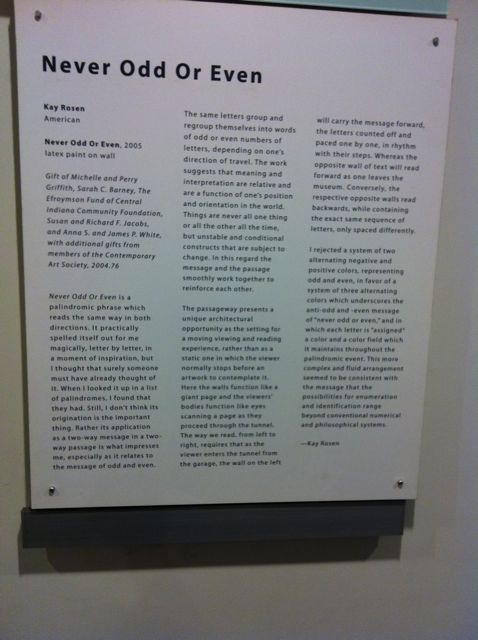 Never Odd Or Even
Kay Rosen
American
Never Odd Or Even, 2005
latex paint on wall
Gift of Michelle and Perry
Griffith, Sarah C. Barney, The
Efroymson Fund of Central
Indiana Community Foundation,
Susan and Richard F. Jacobs,
and Anna S. and James P. White,
with additional gifts from
members of the Contemporary
Art Society, 2004.76
Never Odd Or Even is a
palindromic phrase which
reads the same way in both
directions. It practically
spelled itself out for me
magically, letter by letter, in
a moment of inspiration, but
I thought that surely someone
must have already thought of
it. When I looked it up in a list
of palindromes, I found that
they had. Still, I don't think its
origination is the important
thing. Rather its application
as a two-way message in a two-
way passage is what impresses
me, especially as it relates to
the message of odd and even.
The same letters group and
regroup themselves into words
of odd or even numbers of
letters, depending on one's
direction of travel. The work
suggests that meaning and
interpretation are relative and
are a function of one's position
and orientation in the world.
Things are never all one thing
or all the other all the time,
but unstable and conditional
constructs that are subject to
change. In this regard the
message and the passage
smoothly work together to
reinforce each other.
The passageway presents a
unique architectural
opportunity as the setting for
a moving viewing and reading
experience, rather than as a
static one in which the viewer
normally stops before an
artwork to contemplate it.
Here the walls function like a
giant page and the viewers'
bodies function like eyes
scanning a page as they
proceed through the tunnel.
The way we read, from left to
right, requires that as the
viewer enters the tunnel from
the garage, the wall on the left
will carry the message forward,
the letters counted off and
paced one by one, in rhythm
with their steps. Whereas the
opposite wall of text will read
forward as one leaves the
museum. Conversely, the
respective opposite walls read
backwards, while containing
the exact same sequence of
letters, only spaced differently.
I rejected a system of two
alternating negative and
positive colors, representing
odd and even, in favor of a
system of three alternating
colors which underscores the
anti-odd and -even message
of "never odd or even," and in
which each letter is "assigned"
a color and a color field which
it maintains throughout the
palindromic event. This more
complex and fluid arrangement
seemed to be consistent with
the message that the
possibilities for enumeration
and identification range
beyond conventional numerical
and philosophical systems.
—Kay Rosen